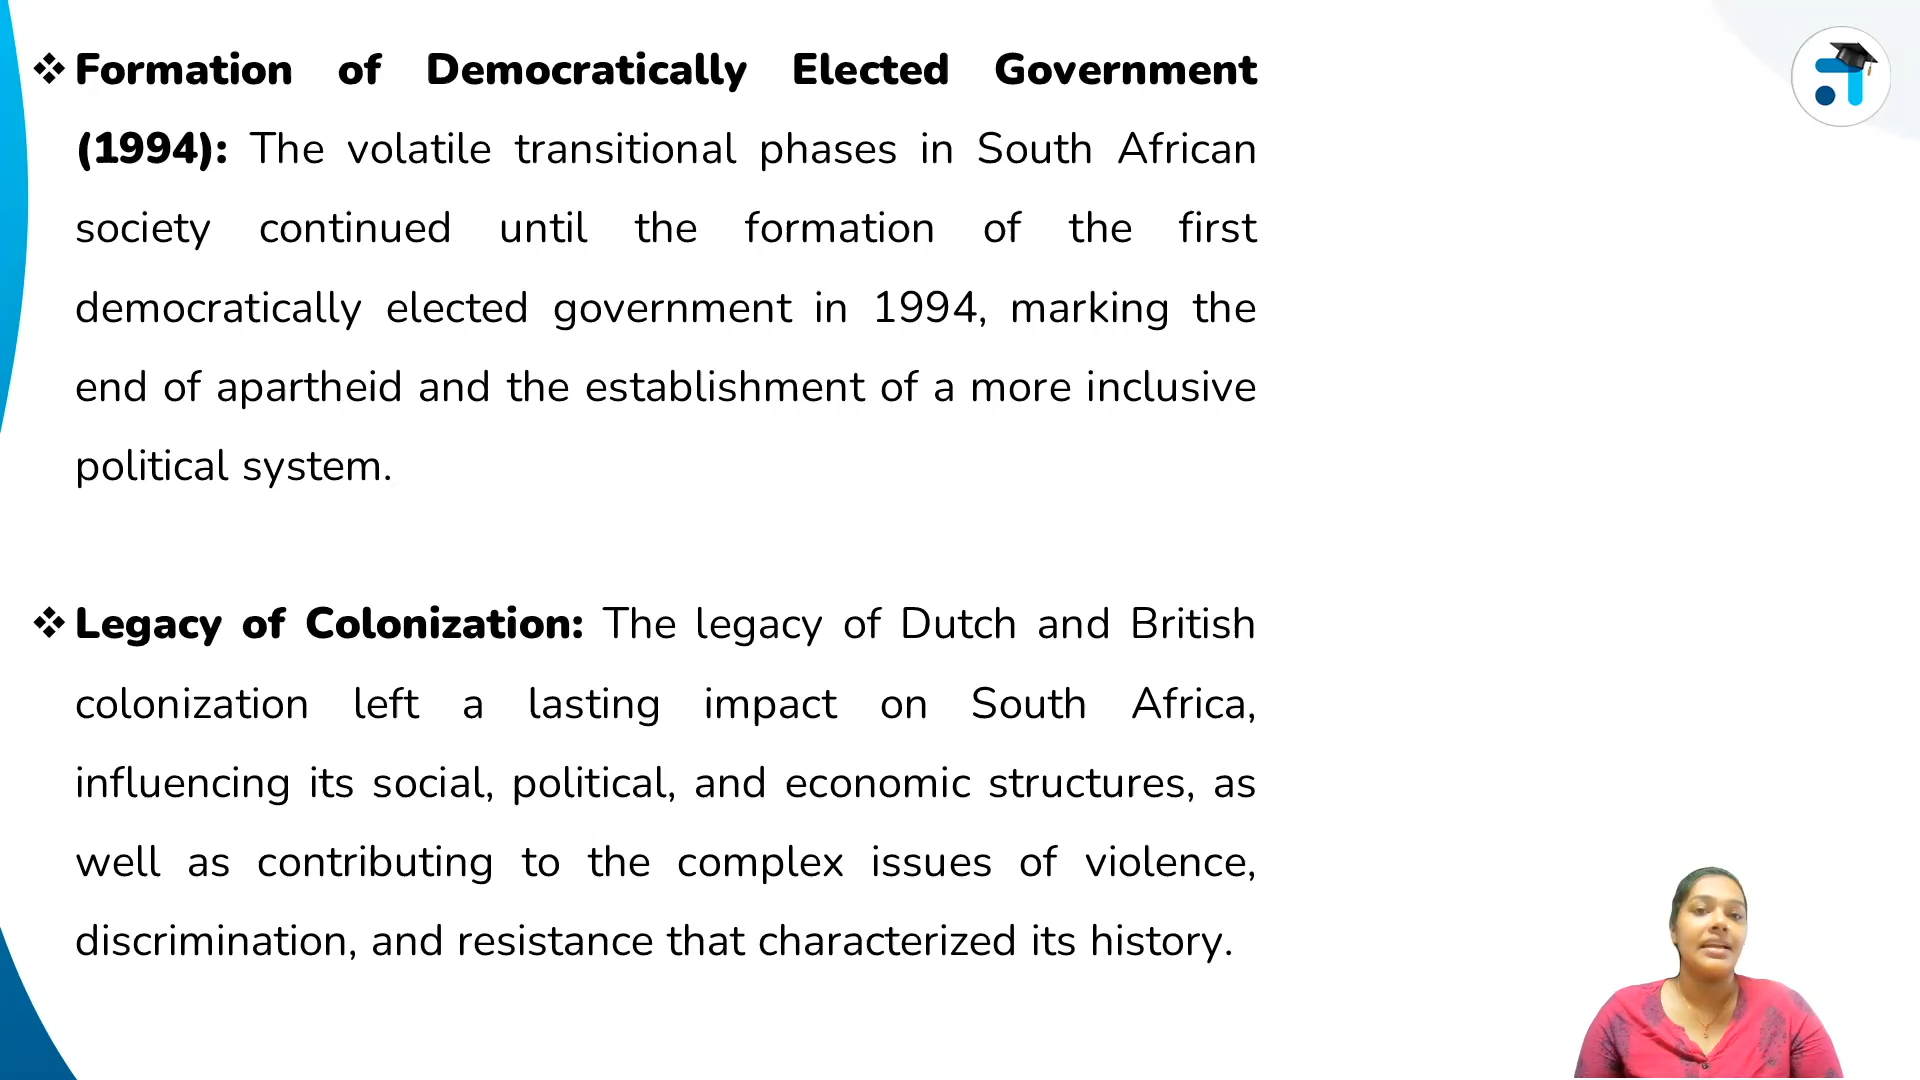 ❖ Formation of Democratically Elected Government
(1994): The volatile transitional phases in South African
society continued until the formation of the first
democratically elected government in 1994, marking the
end of apartheid and the establishment of a more inclusive
political system.
❖ Legacy of Colonization: The legacy of Dutch and British
colonization left a lasting impact on South Africa,
influencing its social, political, and economic structures, as
well as contributing to the complex issues of violence,
discrimination, and resistance that characterized its history.